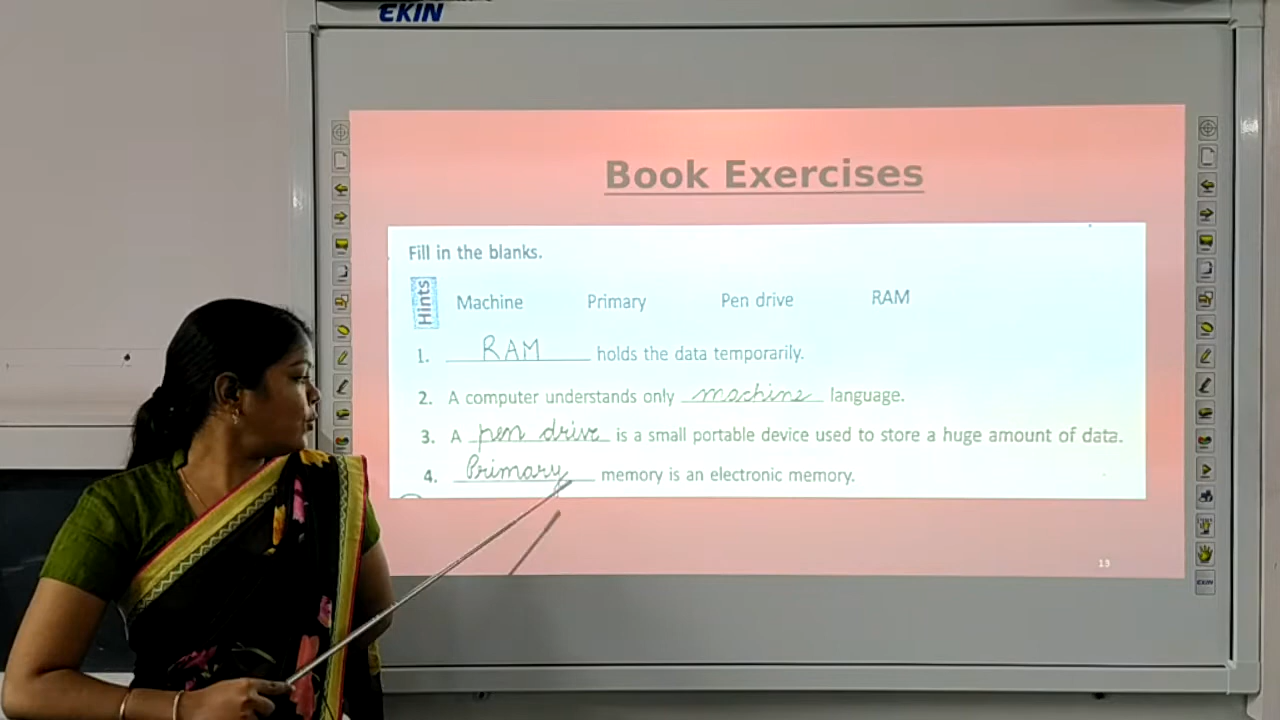 EKIN
Book Exercises
Fill in the blanks.
Hints
Machine Primary Pen drive RAM
1. RAM holds the data temporarily.
2. A computer understands only machine language.
3. A pen drive is a small portable device used to store a huge amount of data.
4. Primary memory is an electronic memory.
13
EKIN